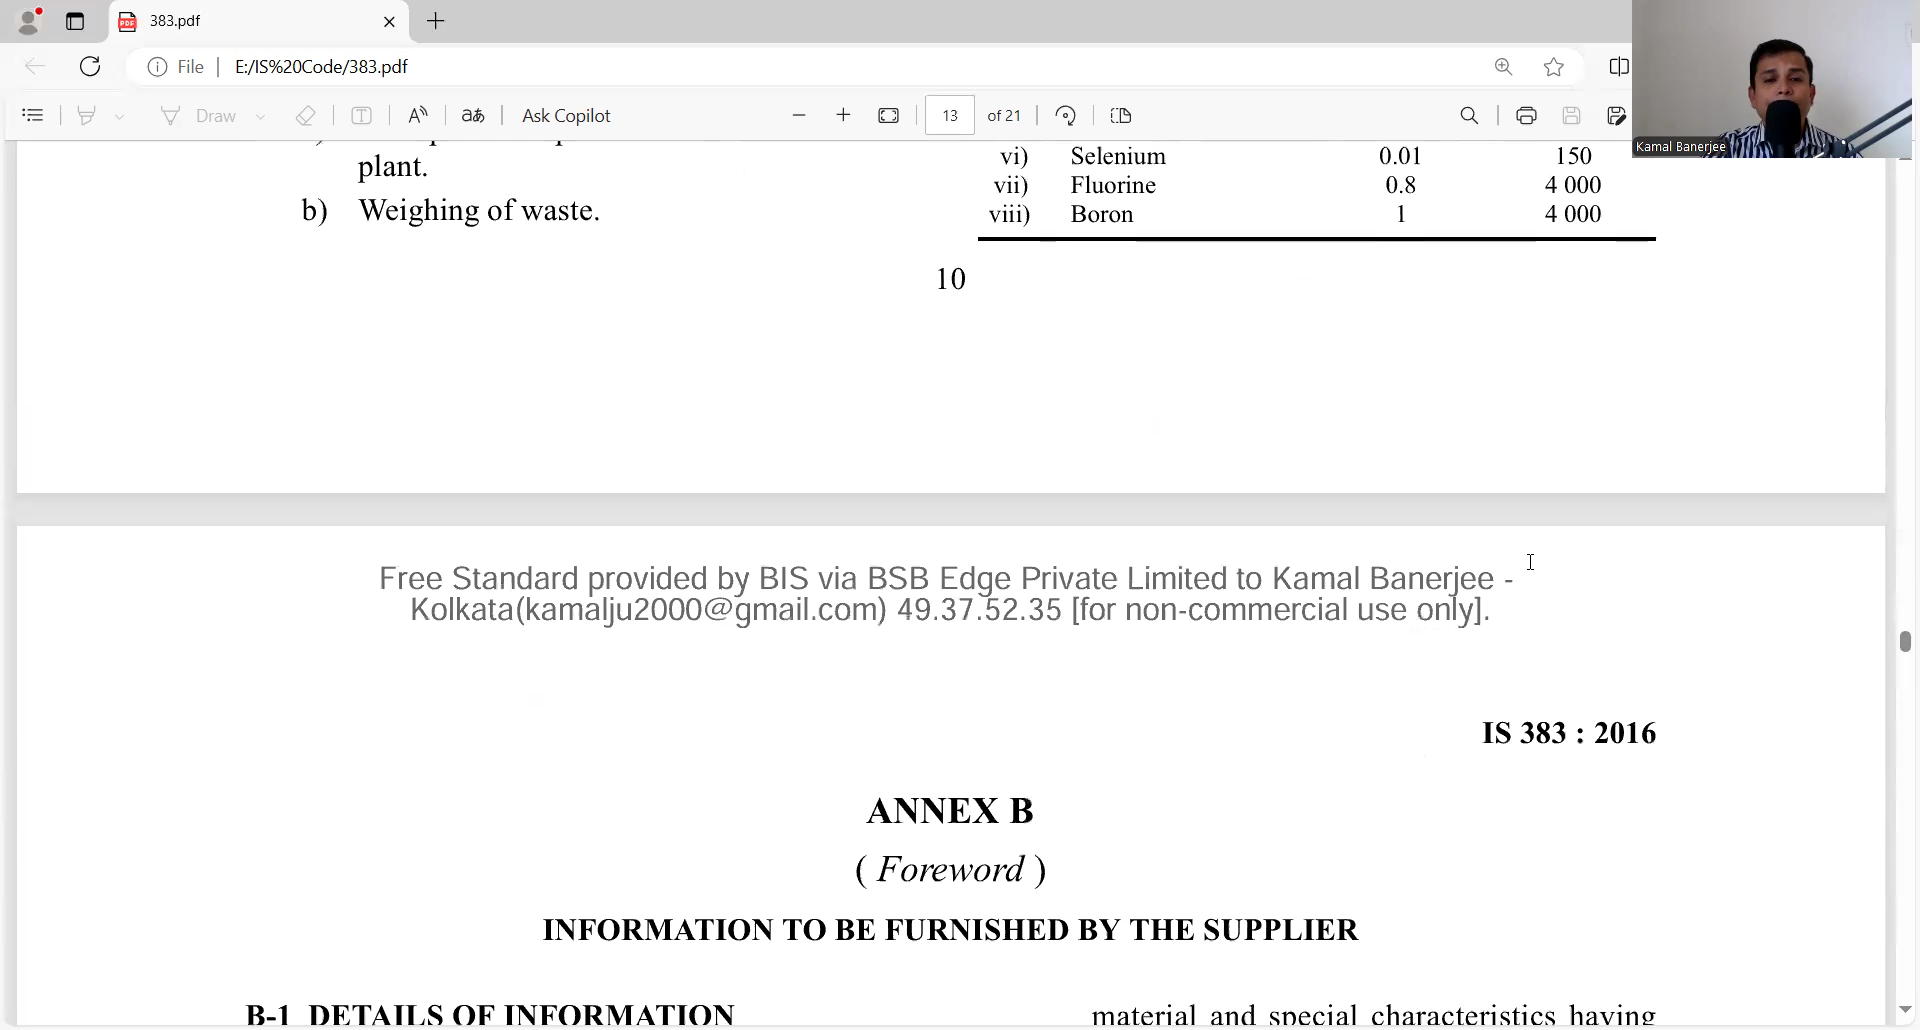 383.pdf
File
E:/IS%20Code/383.pdf
Draw
Ask Copilot
13 of 21
Kamal Banerjee
plant.
b) Weighing of waste.
vi) Selenium 0.01 150
vii) Fluorine 0.8 4 000
viii) Boron 1 4 000
10
Free Standard provided by BIS via BSB Edge Private Limited to Kamal Banerjee -
Kolkata(kamalju2000@gmail.com) 49.37.52.35 [for non-commercial use only].
IS 383 : 2016
ANNEX B
( Foreword )
INFORMATION TO BE FURNISHED BY THE SUPPLIER
B-1 DETAILS OF INFORMATION
material and special characteristics having